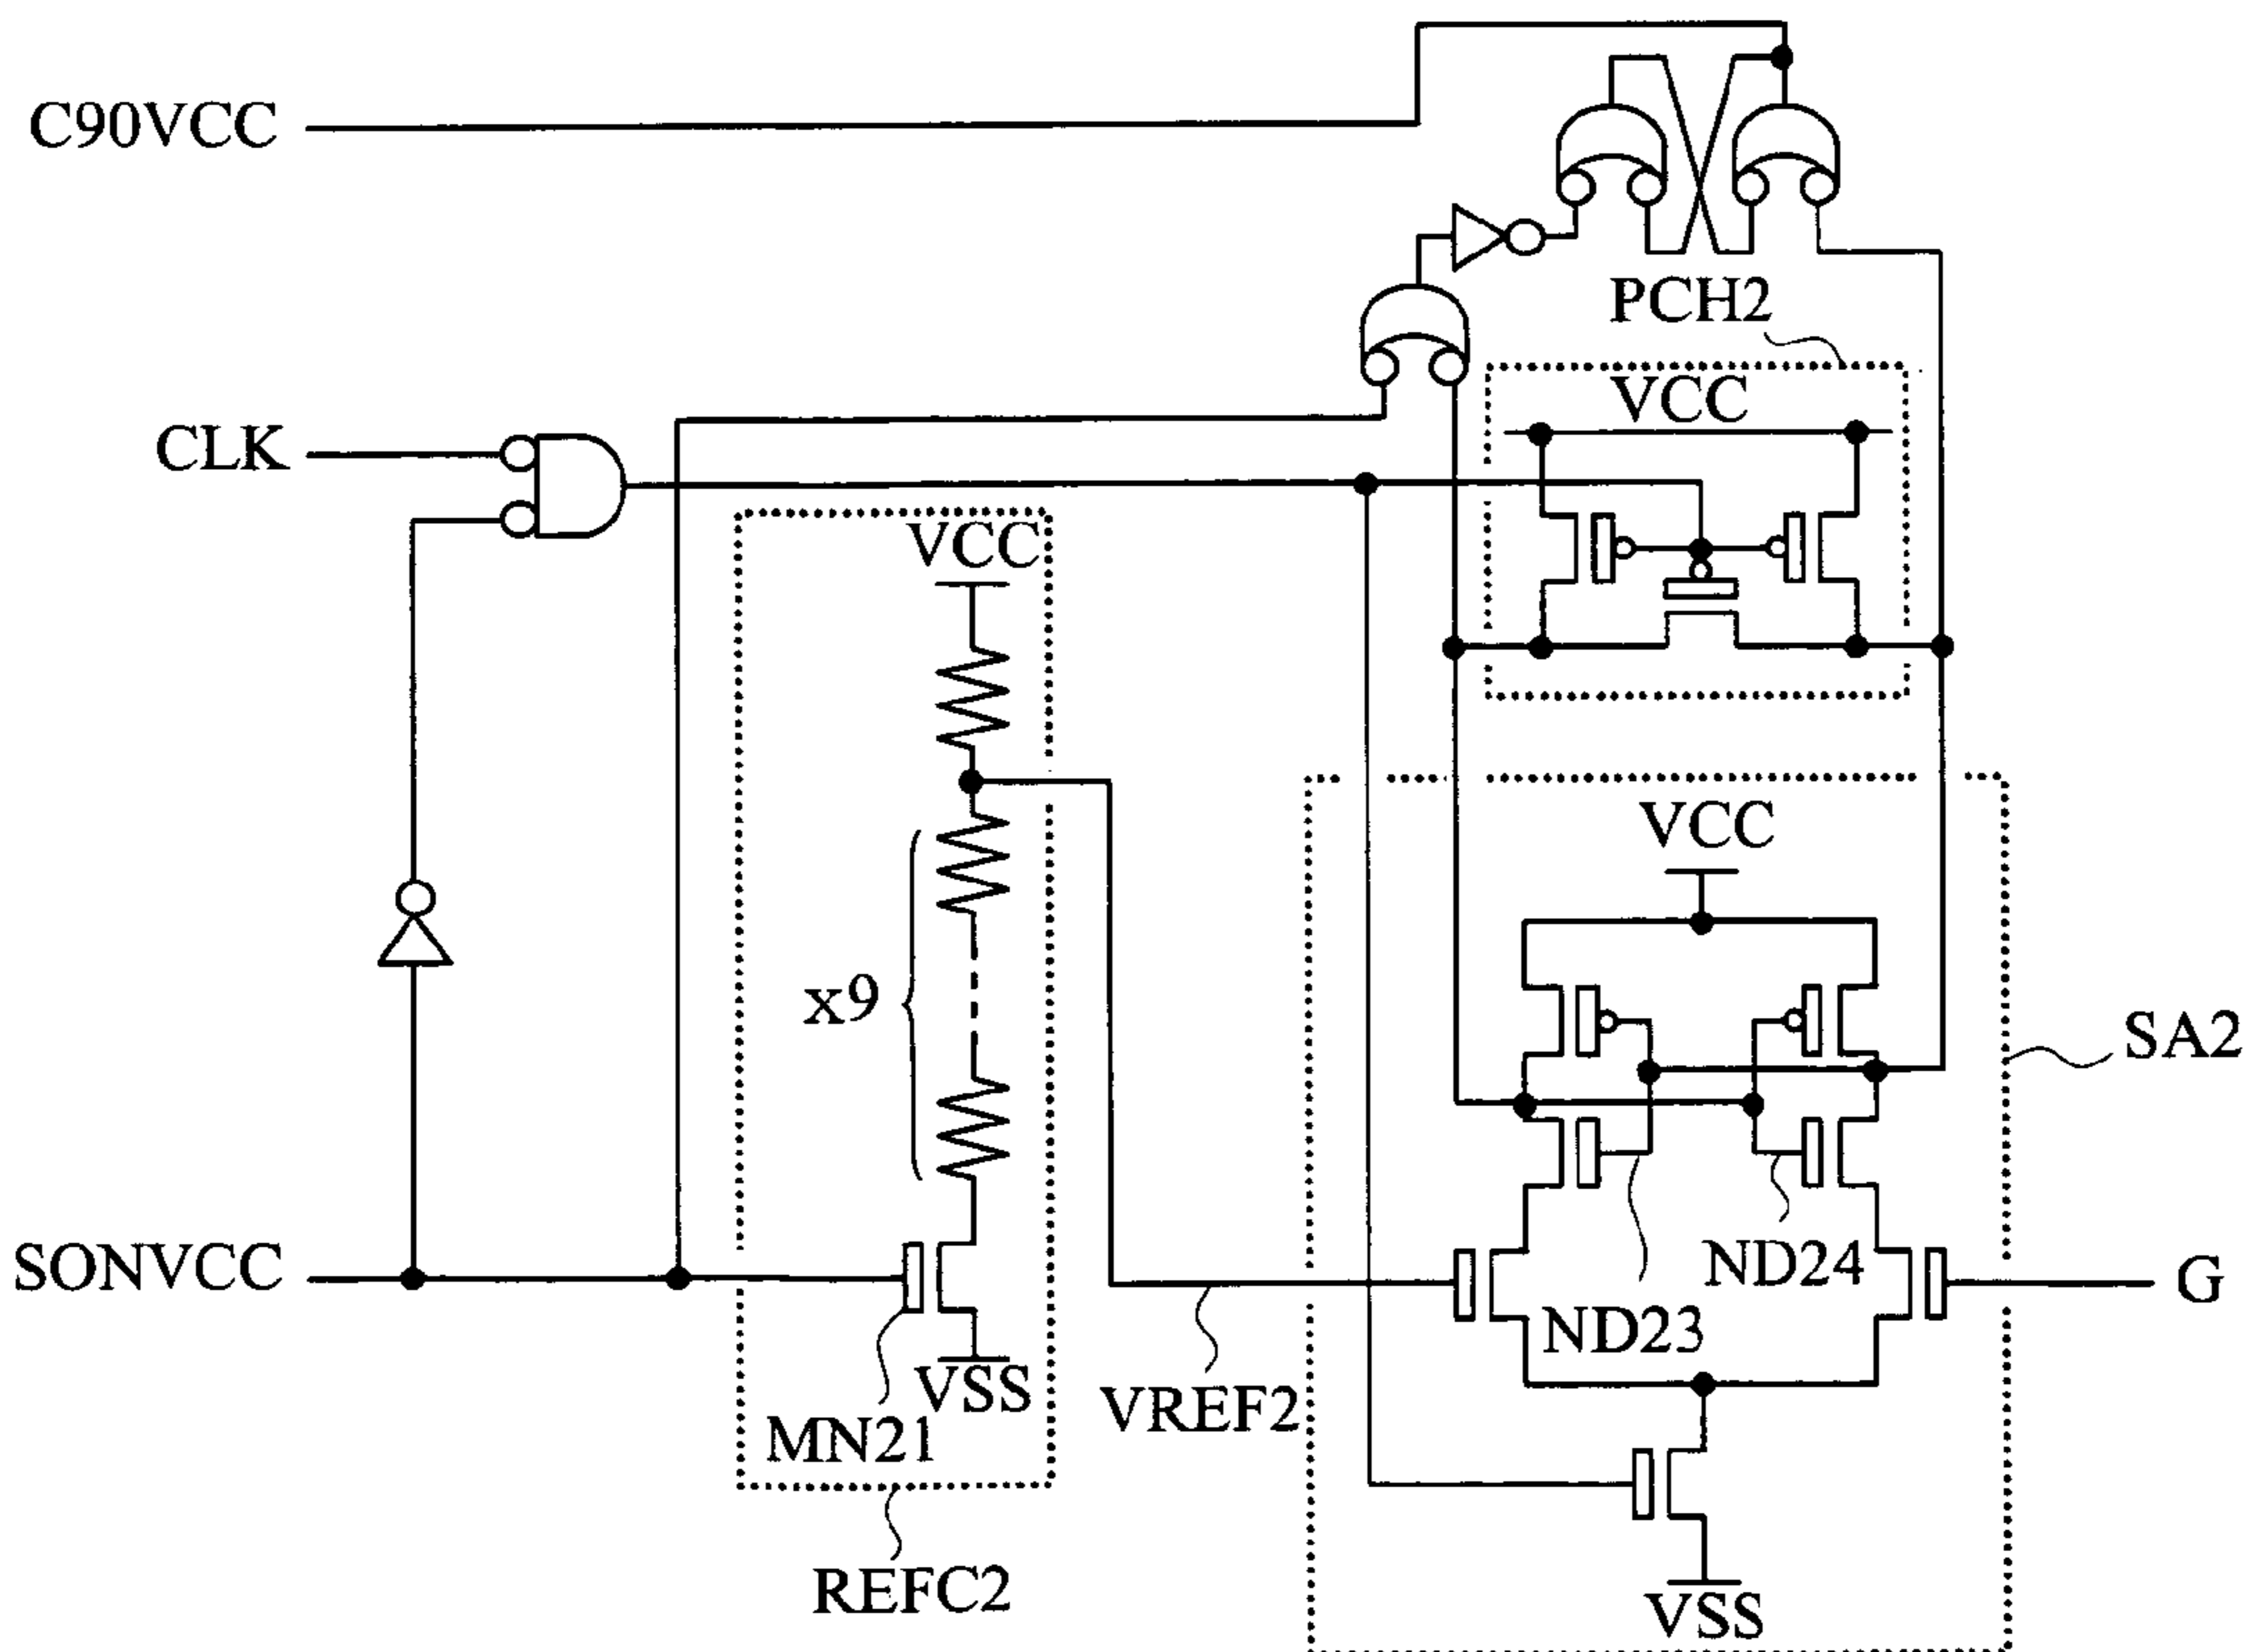 C90VCC
PCH2
VCC
CLK
VCC
VCC
x9
SA2
SONVCC
ND24
G
ND23
VSS
VREF2
MN21
REFC2
VSS